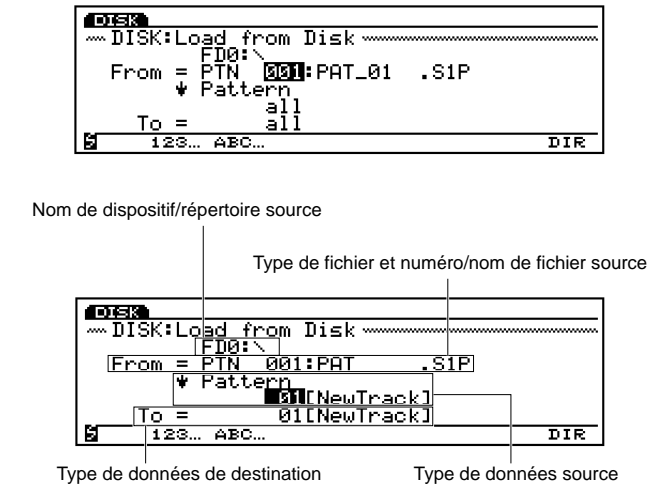 DISK
DISK:Load from Disk
FD0:\
From = PTN 001:PAT_01 .S1P
Pattern
all
To = all
S 123... ABC... DIR
Nom de dispositif/répertoire source
Type de fichier et numéro/nom de fichier source
DISK
DISK:Load from Disk
FD0:\
From = PTN 001:PAT .S1P
Pattern
01[NewTrack]
To = 01[NewTrack]
S 123... ABC... DIR
Type de données de destination Type de données source